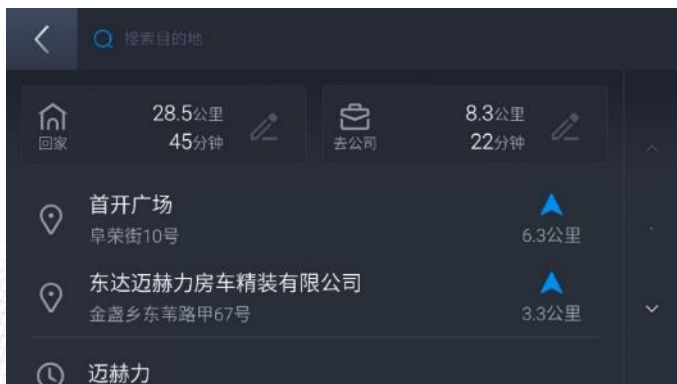 搜索目的地
28.5公里
45分钟
回家
8.3公里
22分钟
去公司
首开广场
阜荣街10号
6.3公里
东达迈赫力房车精装有限公司
金盏乡东苇路甲67号
3.3公里
迈赫力